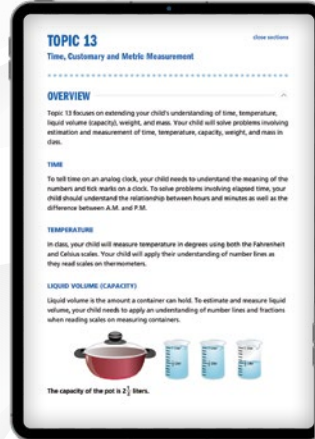 TOPIC 13
close sections
Time, Customary and Metric Measurement
OVERVIEW
Topic 13 focuses on extending your child's understanding of time, temperature,
liquid volume (capacity), weight, and mass. Your child will solve problems involving
estimation and measurement of time, temperature, capacity, weight, and mass in
class.
TIME
To tell time on an analog clock, your child needs to understand the meaning of the
numbers and tick marks on a clock. To solve problems involving elapsed time, your
child should understand the relationship between hours and minutes as well as the
difference between A.M. and P.M.
TEMPERATURE
In class, your child will measure temperature in degrees using both the Fahrenheit
and Celsius scales. Your child will apply their understanding of number lines as
they read scales on thermometers.
LIQUID VOLUME (CAPACITY)
Liquid volume is the amount a container can hold. To estimate and measure liquid
volume, your child needs to apply an understanding of number lines and fractions
when reading scales on measuring containers.
The capacity of the pot is 2½ liters.